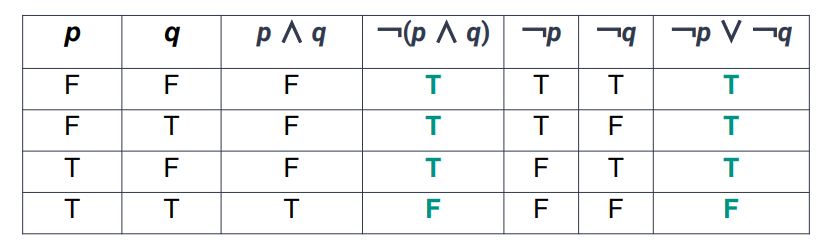 p q p ∧ q ¬(p ∧ q) ¬p ¬q ¬p ∨ ¬q
F F F T T T T
F T F T T F T
T F F T F T T
T T T F F F F